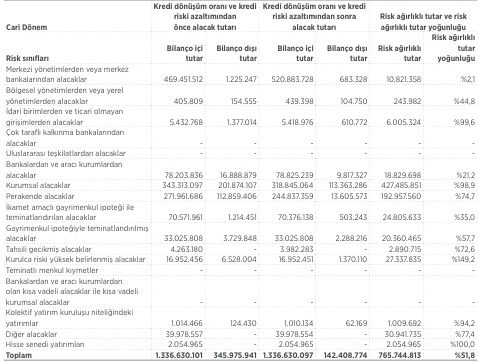 Kredi dönüşüm oranı ve kredi riski azaltımından önce alacak tutarı | Kredi dönüşüm oranı ve kredi riski azaltımından sonra alacak tutarı | Risk ağırlıklı tutar ve risk ağırlıklı tutar yoğunluğu
Cari Dönem
Risk sınıfları | Bilanço içi tutar | Bilanço dışı tutar | Bilanço içi tutar | Bilanço dışı tutar | Risk ağırlıklı tutar | Risk ağırlıklı tutar yoğunluğu
Merkezi yönetimlerden veya merkez
bankalarından alacaklar 469.451.512 1.225.247 520.883.728 683.328 10.821.358 %2,1
Bölgesel yönetimlerden veya yerel
yönetimlerden alacaklar 405.809 154.555 439.398 104.750 243.982 %44,8
İdari birimlerden ve ticari olmayan
girişimlerden alacaklar 5.432.768 1.377.014 5.418.976 610.772 6.005.324 %99,6
Çok taraflı kalkınma bankalarından
alacaklar - - - - - -
Uluslararası teşkilatlardan alacaklar - - - - - -
Bankalardan ve aracı kurumlardan
alacaklar 78.203.836 16.888.879 78.825.239 9.817.327 18.829.698 %21,2
Kurumsal alacaklar 343.313.097 201.874.107 318.845.064 113.363.286 427.485.851 %98,9
Perakende alacaklar 271.961.686 112.859.406 244.837.359 13.605.573 192.957.560 %74,7
İkamet amaçlı gayrimenkul ipoteği ile
teminatlandırılan alacaklar 70.571.961 1.214.451 70.376.138 503.243 24.805.633 %35,0
Gayrimenkul ipoteğiyle teminatlandırılmış
alacaklar 33.025.808 3.729.848 33.025.808 2.288.216 20.360.465 %57,7
Tahsili gecikmiş alacaklar 4.263.180 - 3.982.283 - 2.890.715 %72,6
Kurulca riski yüksek belirlenmiş alacaklar 16.952.456 6.528.004 16.952.451 1.370.110 27.337.835 %149,2
Teminatlı menkul kıymetler - - - - - -
Bankalardan ve aracı kurumlardan
olan kısa vadeli alacaklar ile kısa vadeli
kurumsal alacaklar - - - - - -
Kolektif yatırım kuruluşu niteliğindeki
yatırımlar 1.014.466 124.430 1.010.134 62.169 1.009.692 %94,2
Diğer alacaklar 39.978.557 - 39.978.554 - 30.941.735 %77,4
Hisse senedi yatırımları 2.054.965 - 2.054.965 - 2.054.965 %100,0
Toplam 1.336.630.101 345.975.941 1.336.630.097 142.408.774 765.744.813 %51,8